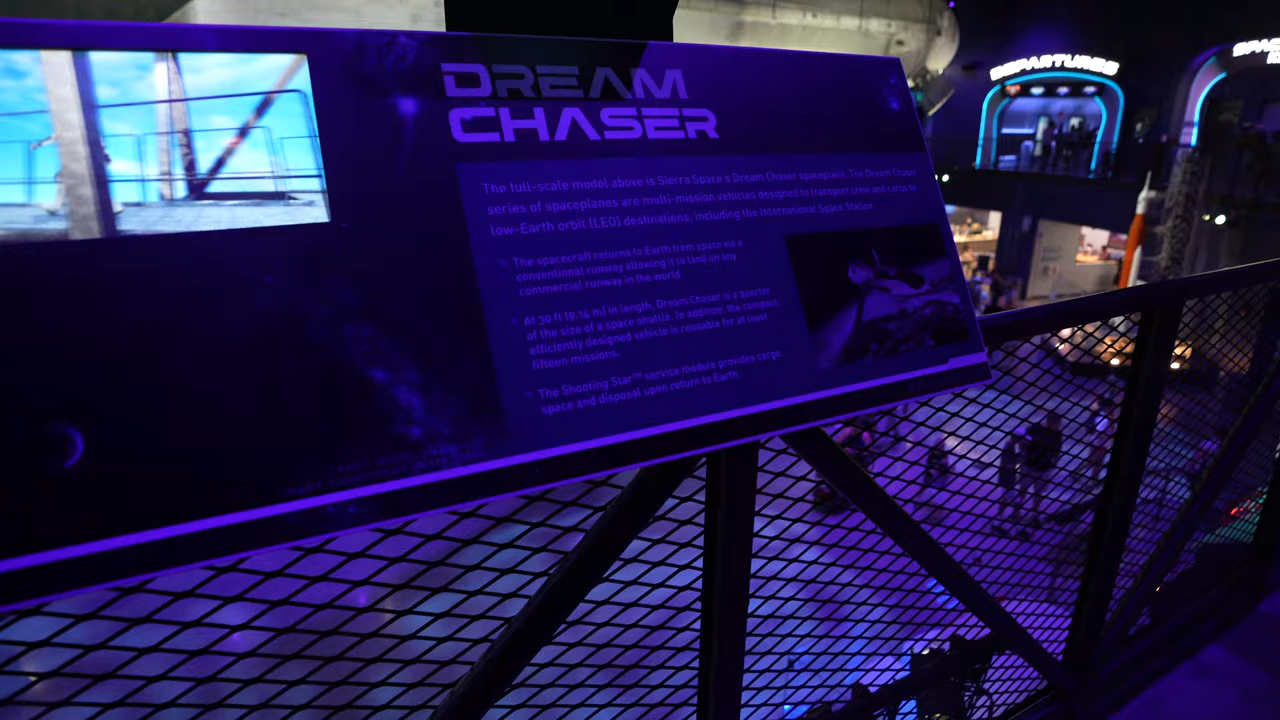 DREAM
CHASER
The full-scale model above is Sierra Space's Dream Chaser spaceplane. The Dream Chaser
series of spaceplanes are multi-mission vehicles designed to transport crew and cargo to
low-Earth orbit (LEO) destinations, including the International Space Station.
The spacecraft returns to Earth from space via a
conventional runway allowing it to land on any
commercial runway in the world.
At 30 ft (9.14 m) in length, Dream Chaser is a quarter
of the size of a space shuttle. In addition, the compact,
efficiently designed vehicle is reusable for at least
fifteen missions.
The Shooting Star™ service module provides cargo
space and disposal upon return to Earth.
DEPARTURES